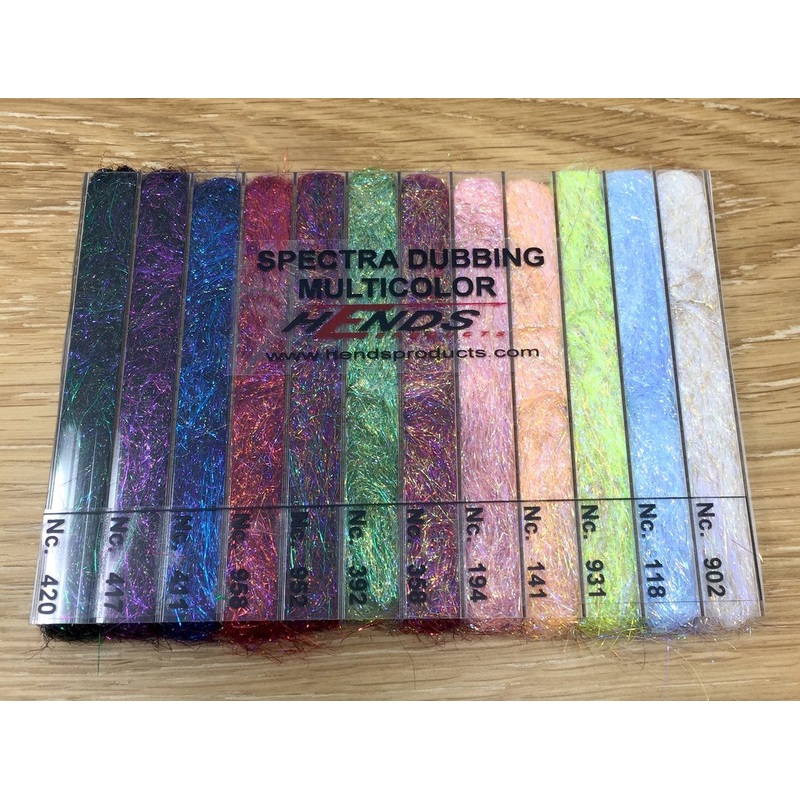 SPECTRA DUBBING
MULTICOLOR
HENDS
www.hendsproducts.com
Nc. 420
Nc. 417
Nc.
Nc.
Nc.
Nc. 392
Nc. 358
Nc. 194
Nc. 141
Nc. 931
Nc. 118
Nc. 902